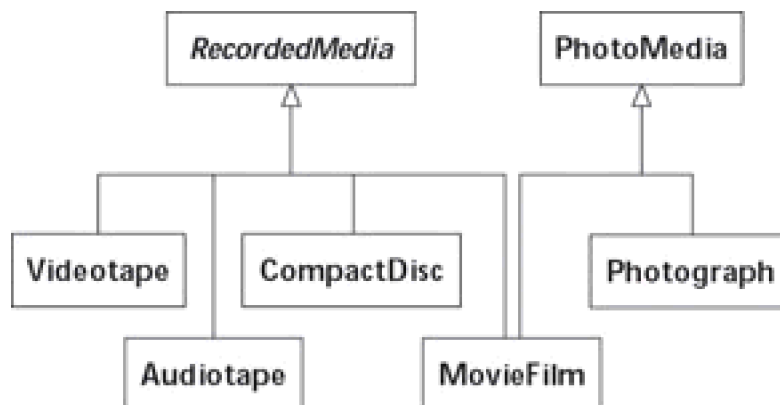 RecordedMedia
PhotoMedia
Videotape
CompactDisc
Photograph
Audiotape
MovieFilm